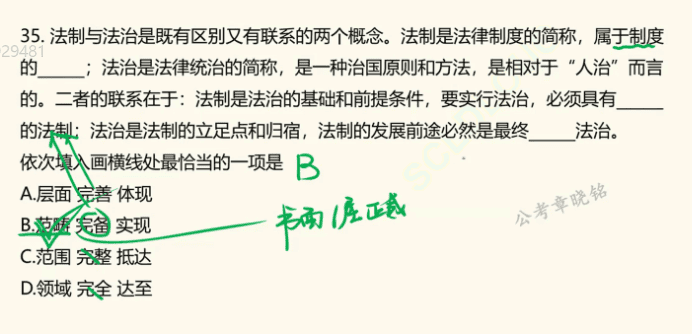 35. 法制与法治是既有区别又有联系的两个概念。法制是法律制度的简称，属于制度
29481
的_____；法治是法律统治的简称，是一种治国原则和方法，是相对于“人治”而言
的。二者的联系在于：法制是法治的基础和前提条件，要实行法治，必须具有_____
的法制；法治是法制的立足点和归宿，法制的发展前途必然是最终_____法治。
依次填入画横线处最恰当的一项是 B
A.层面 完善 体现
B.范畴 完备 实现
书面 正式
公考章晓铭
C.范围 完整 抵达
D.领域 完全 达至